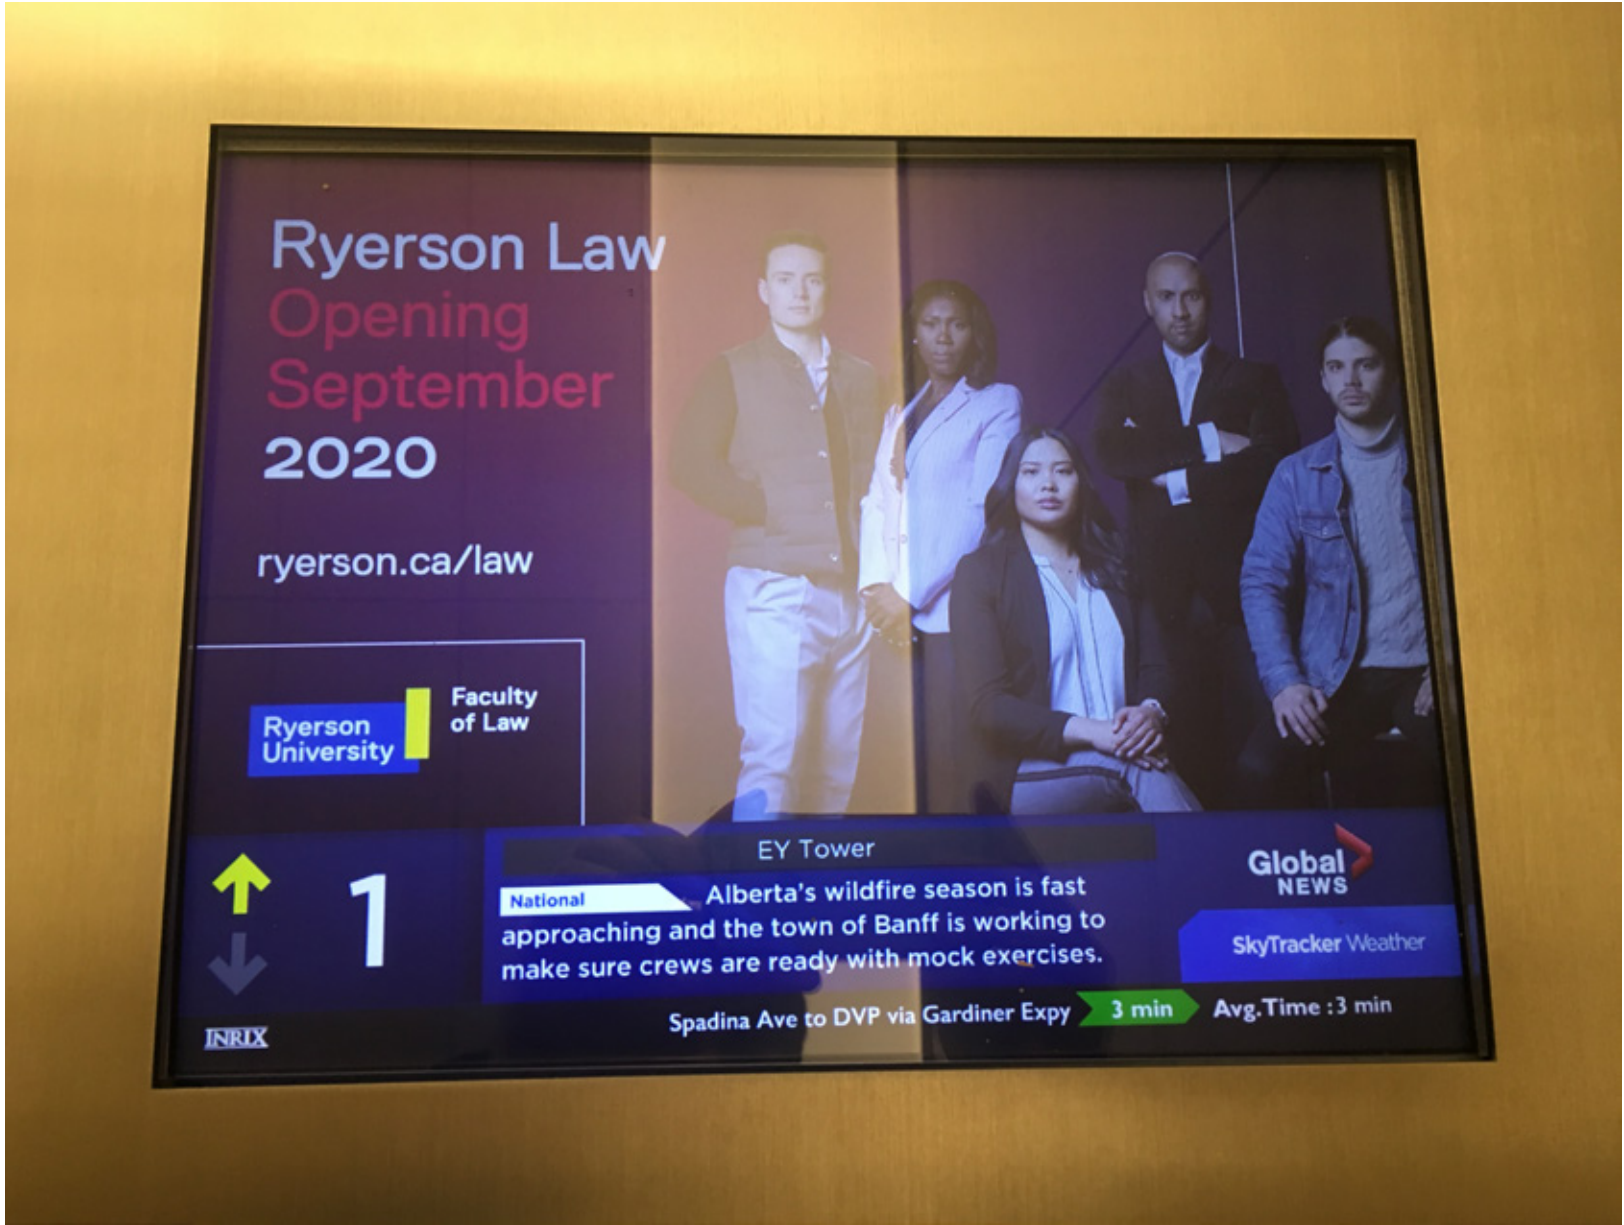 Ryerson Law
Opening
September
2020
ryerson.ca/law
Ryerson
University
Faculty
of Law
1
EY Tower
National Alberta's wildfire season is fast
approaching and the town of Banff is working to
make sure crews are ready with mock exercises.
Global
NEWS
SkyTracker Weather
INRIX
Spadina Ave to DVP via Gardiner Expy 3 min Avg.Time :3 min